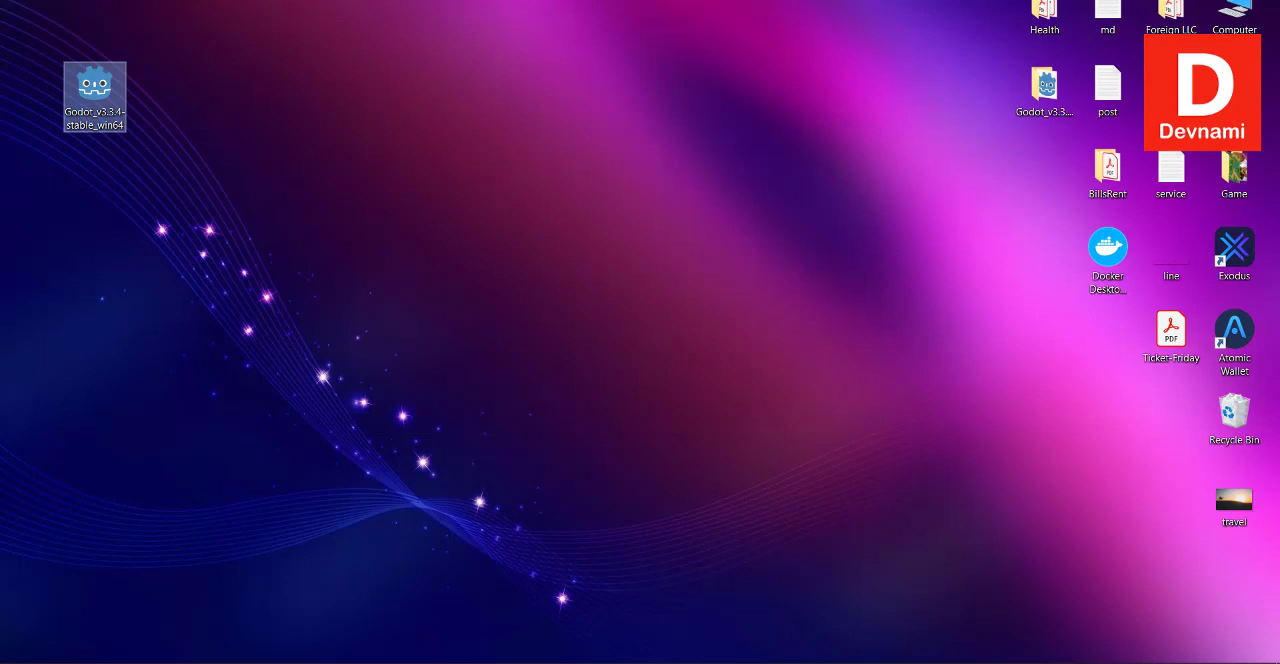 Health
md
Foreign LLC
Computer
Godot_v3.3.4-
stable_win64
Godot_v3.3....
post
D
Devnami
BillsRent
service
Game
Docker
Deskto...
line
Exodus
PDF
Ticket-Friday
Atomic
Wallet
Recycle Bin
travel